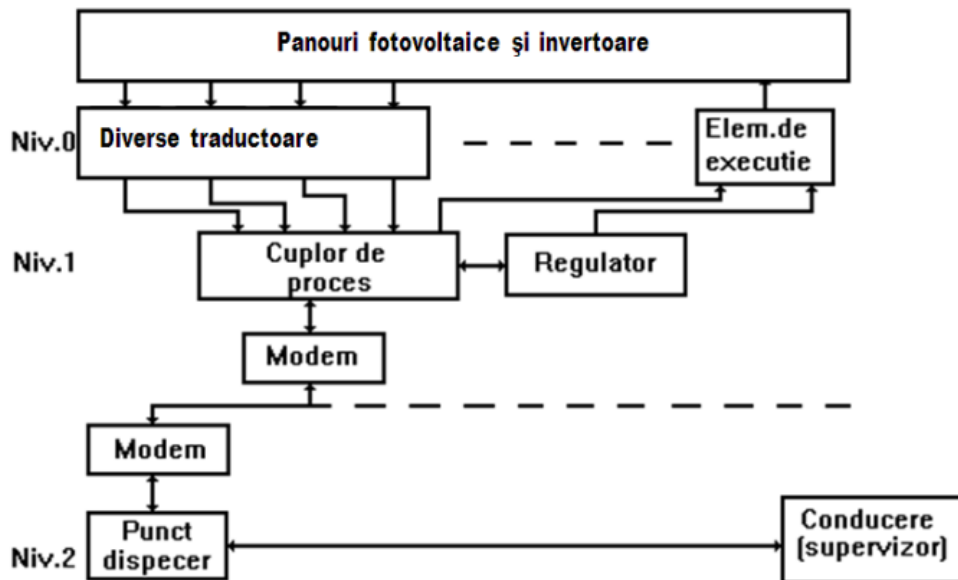 Panouri fotovoltaice şi invertoare
Niv.0
Diverse traductoare
Elem.de
executie
Niv.1
Cuplor de
proces
Regulator
Modem
Modem
Niv.2
Punct
dispecer
Conducere
(supervizor)